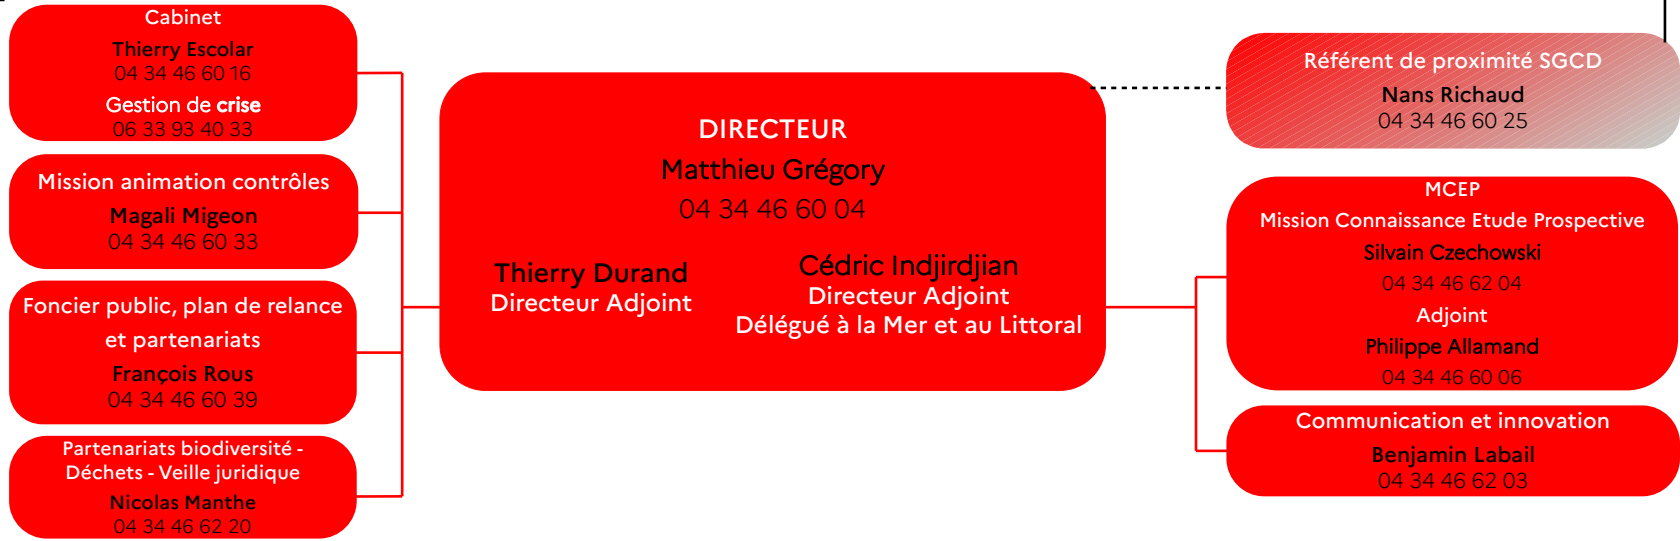 Cabinet
Thierry Escolar
04 34 46 60 16
Gestion de crise
06 33 93 40 33
Mission animation contrôles
Magali Migeon
04 34 46 60 33
Foncier public, plan de relance
et partenariats
François Rous
04 34 46 60 39
Partenariats biodiversité -
Déchets - Veille juridique
Nicolas Manthe
04 34 46 62 20
DIRECTEUR
Matthieu Grégory
04 34 46 60 04
Thierry Durand
Directeur Adjoint
Cédric Indjirdjian
Directeur Adjoint
Délégué à la Mer et au Littoral
Référent de proximité SGCD
Nans Richaud
04 34 46 60 25
MCEP
Mission Connaissance Etude Prospective
Silvain Czechowski
04 34 46 62 04
Adjoint
Philippe Allamand
04 34 46 60 06
Communication et innovation
Benjamin Labail
04 34 46 62 03